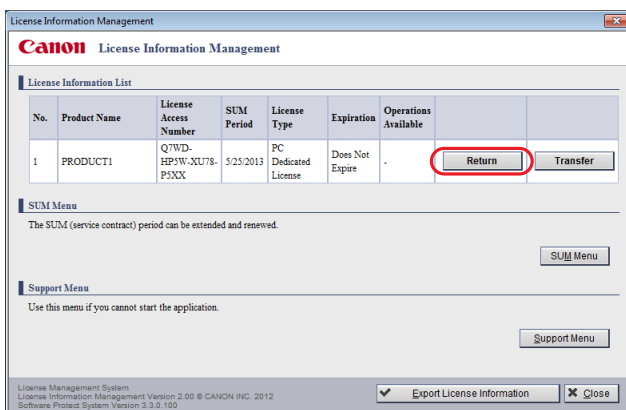 License Information Management
Canon License Information Management
License Information List
No. Product Name License Access Number SUM Period License Type Expiration Operations Available
1 PRODUCT1 Q7WD-HP5W-XU78-P5XX 5/25/2013 PC Dedicated License Does Not Expire - Return Transfer
SUM Menu
The SUM (service contract) period can be extended and renewed.
SUM Menu
Support Menu
Use this menu if you cannot start the application.
Support Menu
License Management System
License Information Management Version 2.00 © CANON INC. 2012
Software Protect System Version 3.3.0.100
Export License Information Close